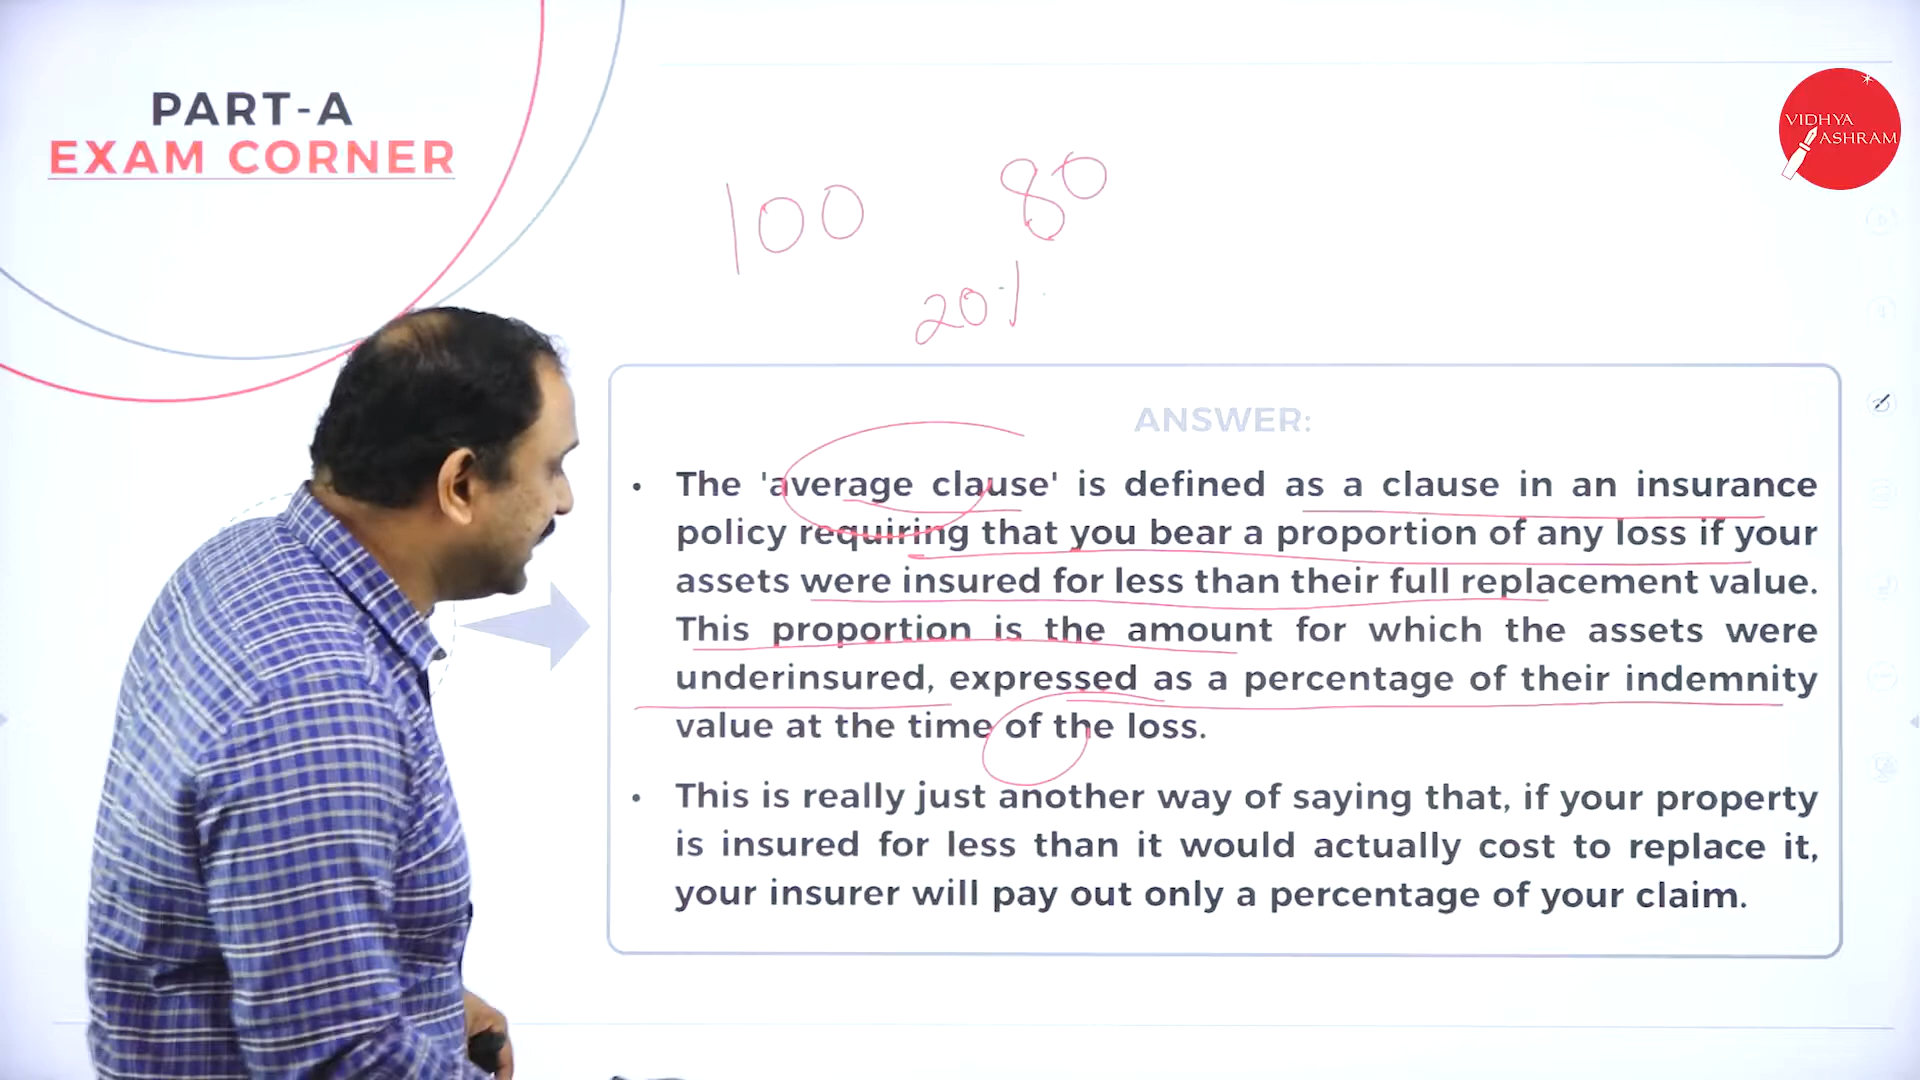 PART-A
EXAM CORNER
VIDHYA
ASHRAM
100 80
20%
ANSWER:
• The 'average clause' is defined as a clause in an insurance
policy requiring that you bear a proportion of any loss if your
assets were insured for less than their full replacement value.
This proportion is the amount for which the assets were
underinsured, expressed as a percentage of their indemnity
value at the time of the loss.
• This is really just another way of saying that, if your property
is insured for less than it would actually cost to replace it,
your insurer will pay out only a percentage of your claim.